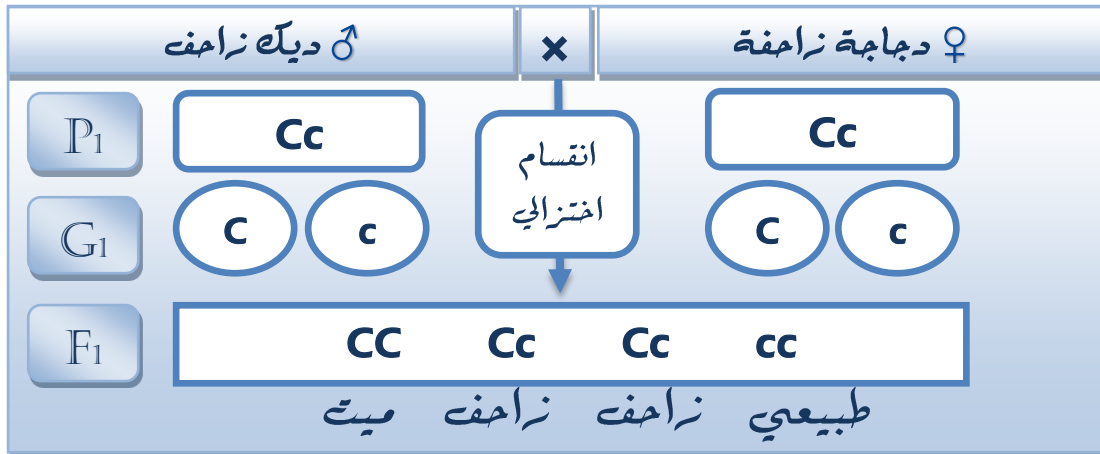 ♀ دجاجة زاحفة × ♂ ديك زاحف
P1 Cc Cc
انقسام
اختزالي
G1 C c C c
F1 CC Cc Cc cc
طبيعي زاحف زاحف ميت